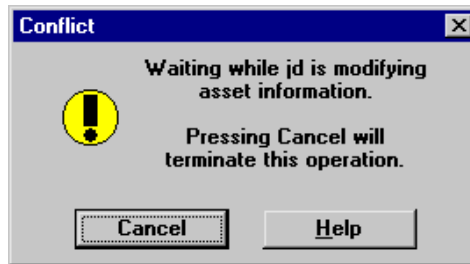 Conflict
Waiting while jd is modifying
asset information.
Pressing Cancel will
terminate this operation.
Cancel
Help